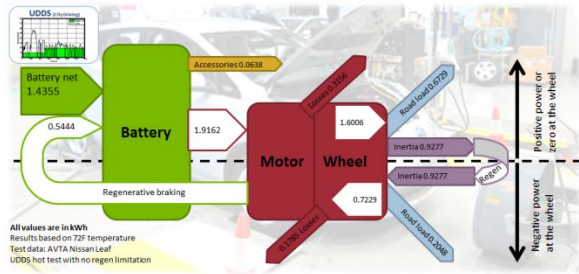 UDDS (City Driving)
Battery net
1.4355
Accessories 0.0638
0.5444
Battery
1.9162
Losses 0.3156
Road load 0.6729
1.6006
Motor
Wheel
Inertia 0.9277
Inertia 0.9277
Regen
0.7229
Regenerative braking
0.1785 Losses
Road load 0.2048
Positive power or
zero at the wheel
Negative power
at the wheel
All values are in kWh
Results based on 72F temperature
Test data: AVTA Nissan Leaf
UDDS hot test with no regen limitation